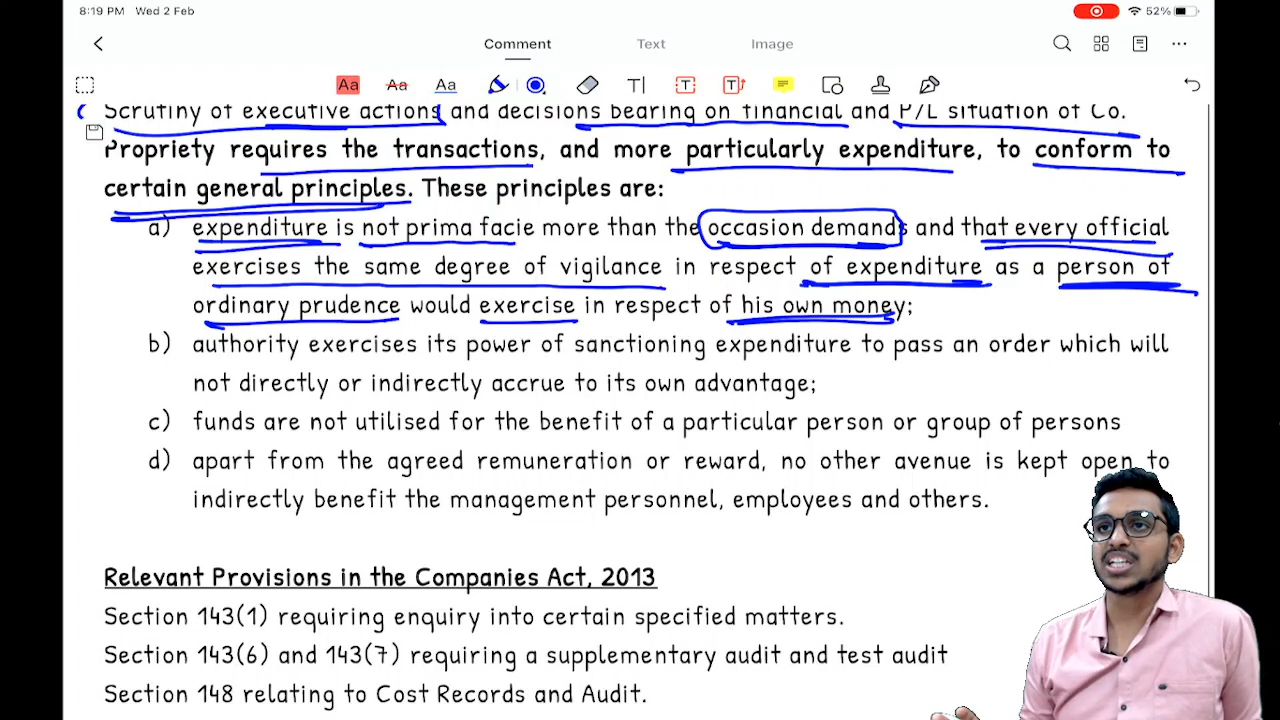 8:19 PM Wed 2 Feb
52%
Comment Text Image
Aa Aa Aa T T T
Scrutiny of executive actions and decisions bearing on financial and P/L situation of Co.
Propriety requires the transactions, and more particularly expenditure, to conform to
certain general principles. These principles are:
a) expenditure is not prima facie more than the occasion demands and that every official
exercises the same degree of vigilance in respect of expenditure as a person of
ordinary prudence would exercise in respect of his own money;
b) authority exercises its power of sanctioning expenditure to pass an order which will
not directly or indirectly accrue to its own advantage;
c) funds are not utilised for the benefit of a particular person or group of persons
d) apart from the agreed remuneration or reward, no other avenue is kept open to
indirectly benefit the management personnel, employees and others.
Relevant Provisions in the Companies Act, 2013
Section 143(1) requiring enquiry into certain specified matters.
Section 143(6) and 143(7) requiring a supplementary audit and test audit
Section 148 relating to Cost Records and Audit.